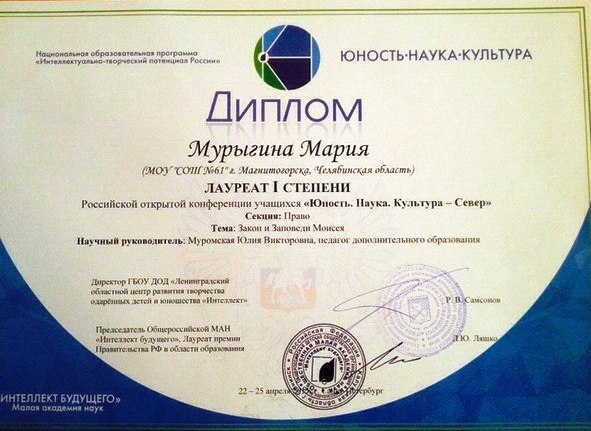 Национальная образовательная программа
«Интеллектуально-творческий потенциал России»
ЮНОСТЬ·НАУКА·КУЛЬТУРА
ДИПЛОМ
Мурыгина Мария
(МОУ "СОШ №61" г. Магнитогорска, Челябинская область)
ЛАУРЕАТ I СТЕПЕНИ
Российской открытой конференции учащихся «Юность. Наука. Культура – Север»
Секция: Право
Тема: Закон и Заповеди Моисея
Научный руководитель: Муромская Юлия Викторовна, педагог дополнительного образования
Директор ГБОУ ДОД «Ленинградский
областной центр развития творчества
одарённых детей и юношества «Интеллект»
Р. В. Самсонов
Председатель Общероссийской МАН
«Интеллект будущего», Лауреат премии
Правительства РФ в области образования
Л.Ю. Ляшко
22 – 25 апреля
ИНТЕЛЛЕКТ БУДУЩЕГО»
Малая академия наук